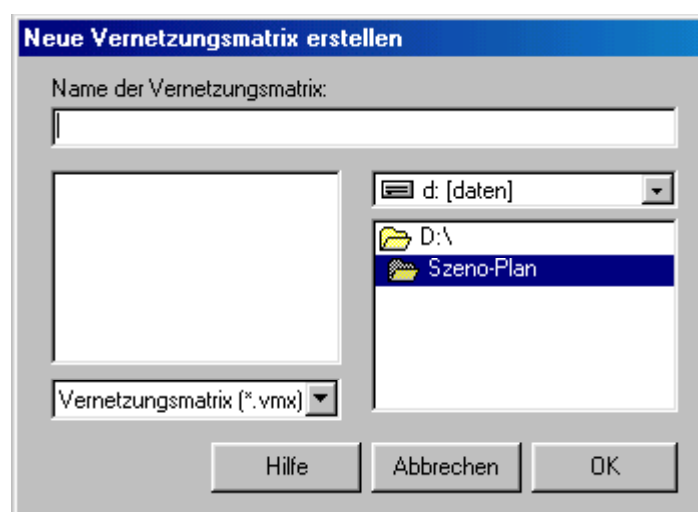 Neue Vernetzungsmatrix erstellen
Name der Vernetzungsmatrix:
d: [daten]
D:\
Szeno-Plan
Vernetzungsmatrix (*.vmx)
Hilfe
Abbrechen
OK